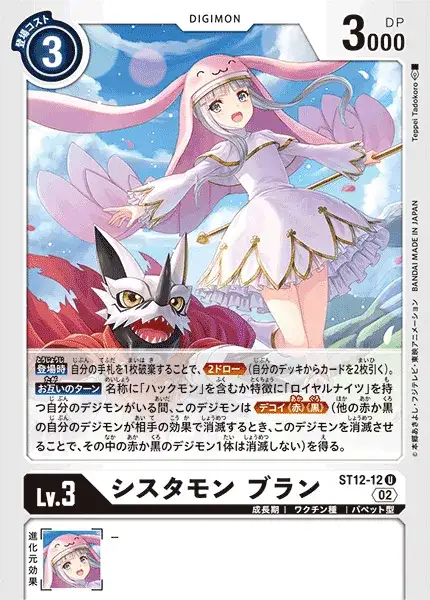 DIGIMON
登場コスト
3
DP
3000
Teppei Tadokoro
BANDAI MADE IN JAPAN
©本郷あきよし・フジテレビ・東映アニメーション
登場時 自分の手札を1枚破棄することで、2ドロー(自分のデッキからカードを2枚引く)。
お互いのターン 名称に「ハックモン」を含むか特徴に「ロイヤルナイツ」を持
つ自分のデジモンがいる間、このデジモンは デコイ(赤)(黒) (他の赤か黒
の自分のデジモンが相手の効果で消滅するとき、このデジモンを消滅させ
ることで、その中の赤か黒のデジモン1体は消滅しない)を得る。
ST12-12 U
02
Lv.3
シスタモン ブラン
成長期 | ワクチン種 | パペット型
進化元効果
−